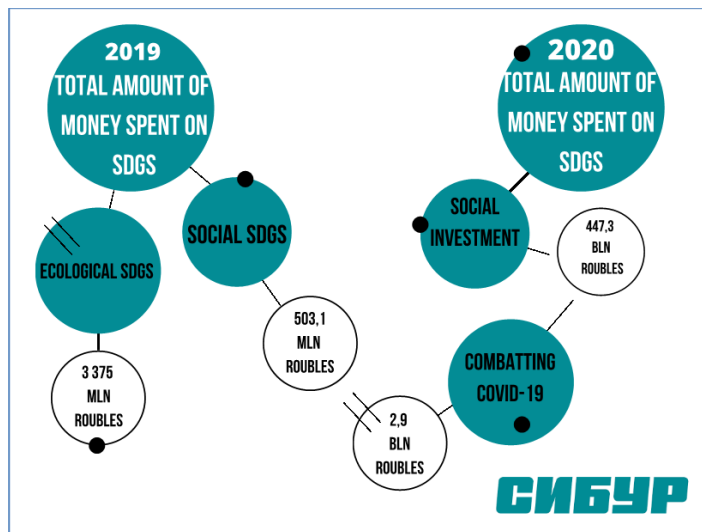 2019
TOTAL AMOUNT OF
MONEY SPENT ON
SDGS
2020
TOTAL AMOUNT OF
MONEY SPENT ON
SDGS
ECOLOGICAL SDGS
SOCIAL SDGS
SOCIAL
INVESTMENT
447,3
BLN
ROUBLES
503,1
MLN
ROUBLES
3 375
MLN
ROUBLES
COMBATTING
COVID-19
2,9
BLN
ROUBLES
СИБУР